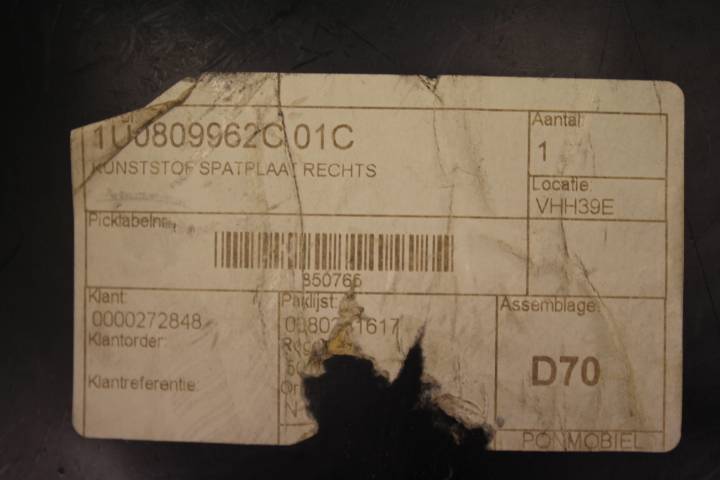 1U0809962C 01C
KUNSTSTOF SPATPLAAT RECHTS
Aantal:
1
Locatie:
VHH39E
Picklabelnr.:
850766
Klant:
0000272848
Klantorder:
Klantreferentie:
Paklijst:
Assemblage:
D70
PONMOBIEL